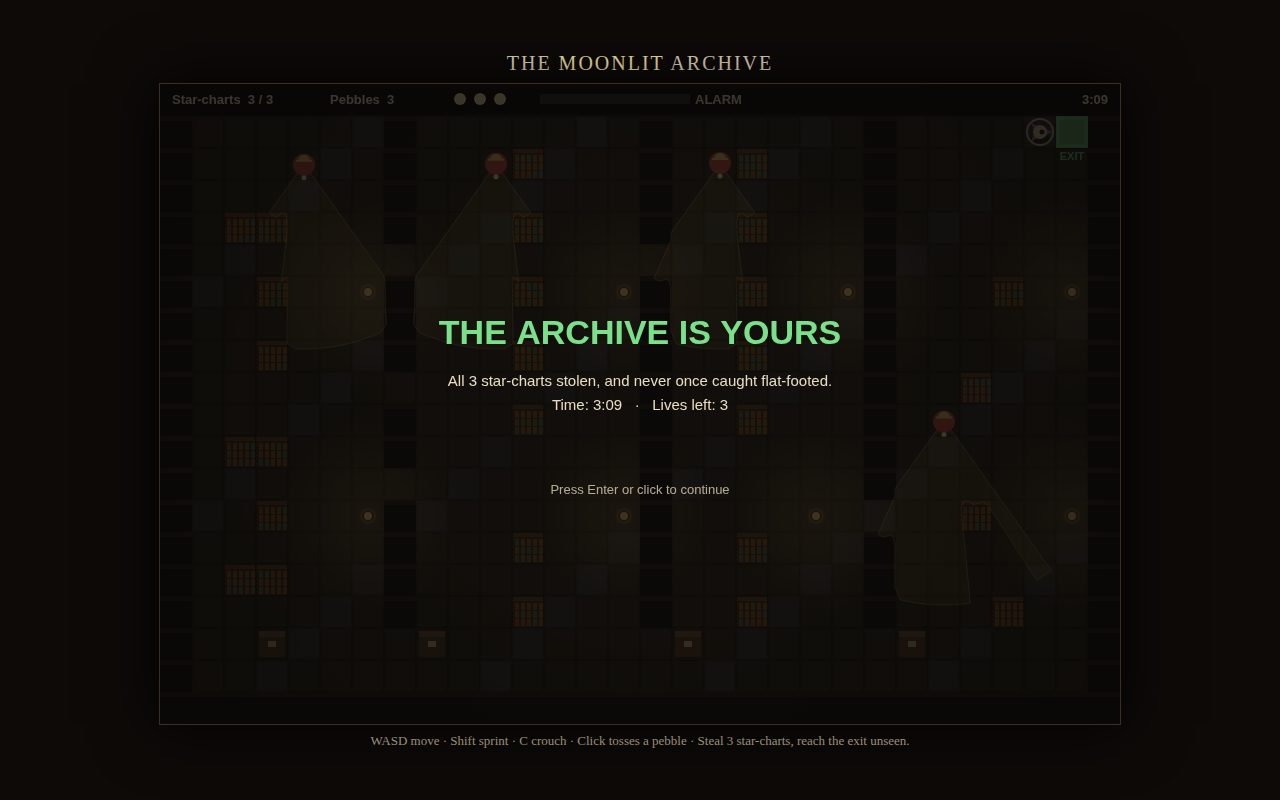 THE MOONLIT ARCHIVE
Star-charts 3 / 3 Pebbles 3 ALARM 3:09
EXIT
THE ARCHIVE IS YOURS
All 3 star-charts stolen, and never once caught flat-footed.
Time: 3:09 · Lives left: 3
Press Enter or click to continue
WASD move · Shift sprint · C crouch · Click tosses a pebble · Steal 3 star-charts, reach the exit unseen.